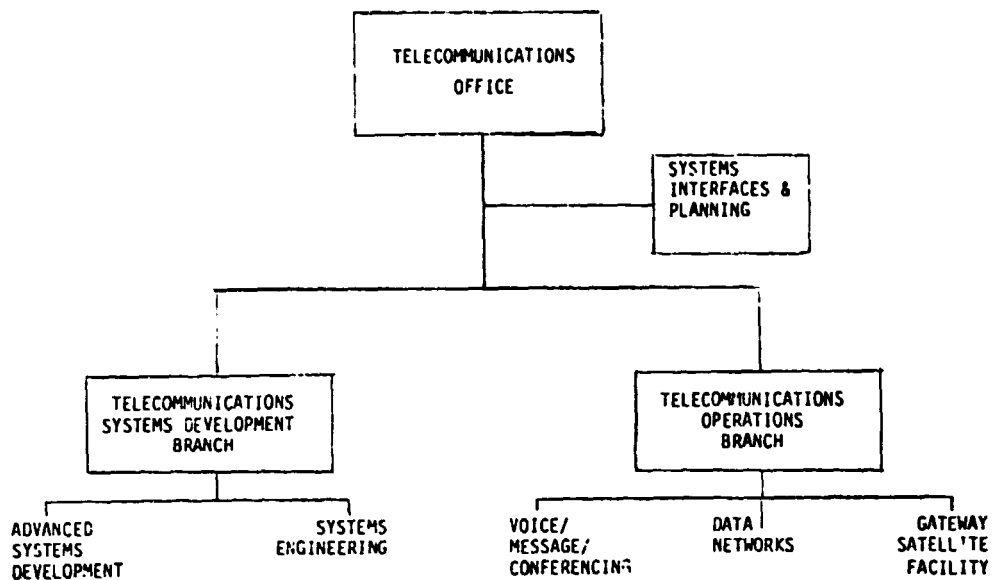 TELECOMMUNICATIONS
OFFICE
SYSTEMS
INTERFACES &
PLANNING
TELECOMMUNICATIONS
SYSTEMS DEVELOPMENT
BRANCH
TELECOMMUNICATIONS
OPERATIONS
BRANCH
ADVANCED
SYSTEMS
DEVELOPMENT
SYSTEMS
ENGINEERING
VOICE/
MESSAGE/
CONFERENCING
DATA
NETWORKS
GATEWAY
SATELLITE
FACILITY